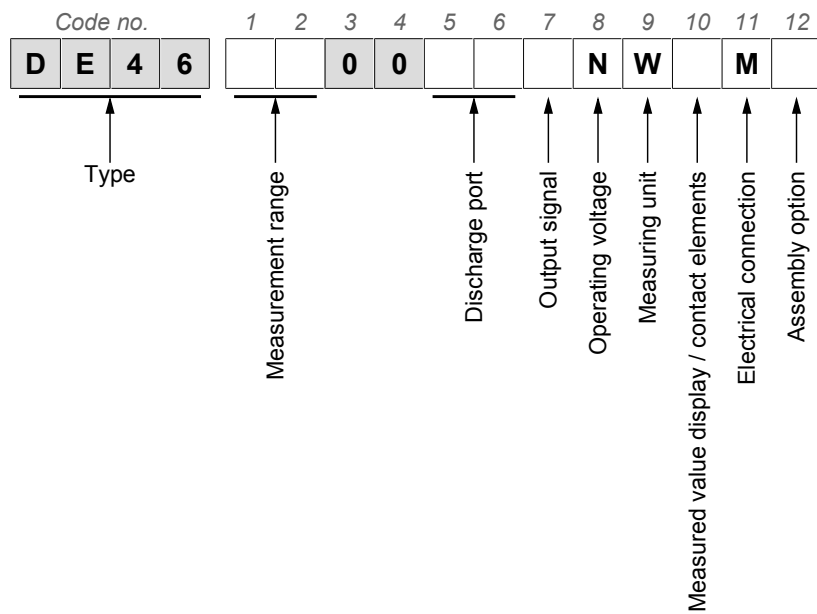 Code no. 1 2 3 4 5 6 7 8 9 10 11 12
D E 4 6 0 0 N W M
Type
Measurement range
Discharge port
Output signal
Operating voltage
Measuring unit
Measured value display / contact elements
Electrical connection
Assembly option